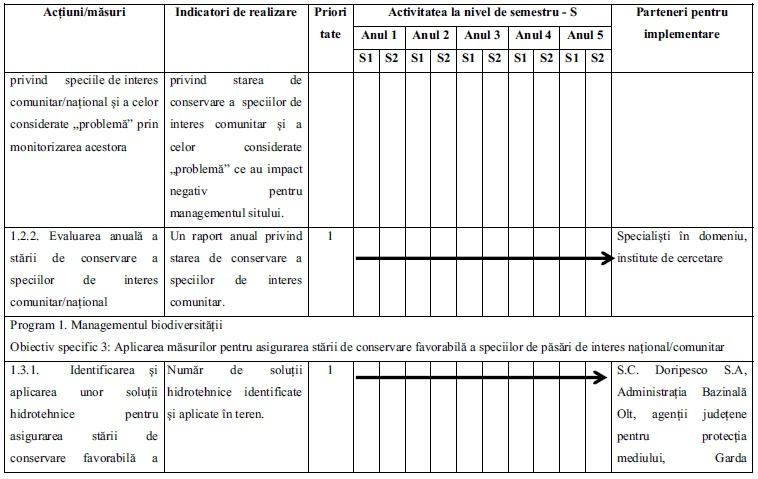 Acțiuni/măsuri
Indicatori de realizare
Priori
tate
Activitatea la nivel de semestru - S
Parteneri pentru
implementare
Anul 1
Anul 2
Anul 3
Anul 4
Anul 5
S1 S2 S1 S2 S1 S2 S1 S2 S1 S2
privind speciile de interes
comunitar/național și a celor
considerate „problemă” prin
monitorizarea acestora
privind starea de
conservare a speciilor de
interes comunitar și a
celor considerate
„problemă” ce au impact
negativ pentru
managementul sitului.
1.2.2. Evaluarea anuală a
stării de conservare a
speciilor de interes
comunitar/național
Un raport anual privind
starea de conservare a
speciilor de interes
comunitar.
1
Specialiști în domeniu,
institute de cercetare
Program 1. Managementul biodiversității
Obiectiv specific 3: Aplicarea măsurilor pentru asigurarea stării de conservare favorabilă a speciilor de păsări de interes național/comunitar
1.3.1. Identificarea și
aplicarea unor soluții
hidrotehnice pentru
asigurarea stării de
conservare favorabilă a
Număr de soluții
hidrotehnice identificate
și aplicate în teren.
1
S.C. Doripesco S.A,
Administrația Bazinală
Olt, agenții județene
pentru protecția
mediului, Garda